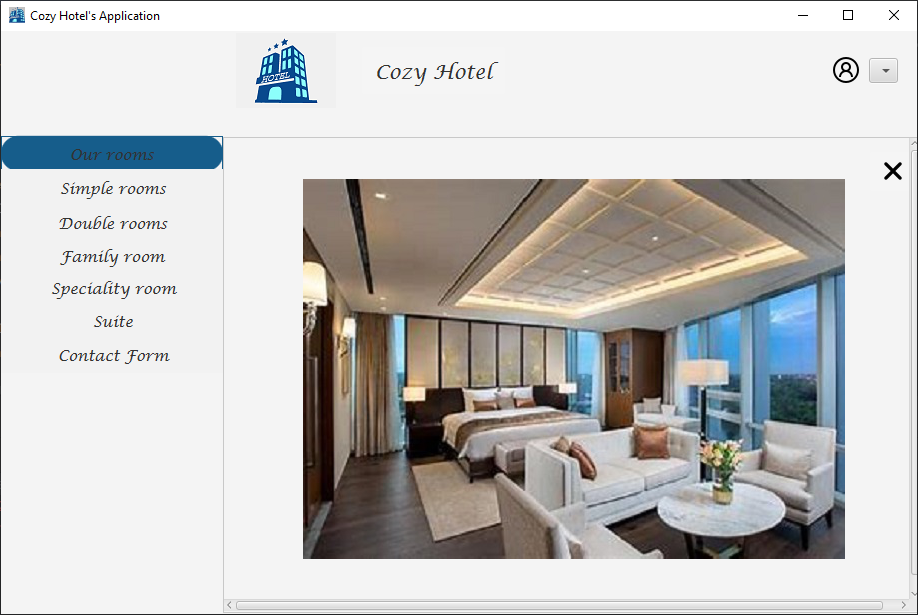 Cozy Hotel's Application
HOTEL
Cozy Hotel
Our rooms
Simple rooms
Double rooms
Family room
Speciality room
Suite
Contact Form